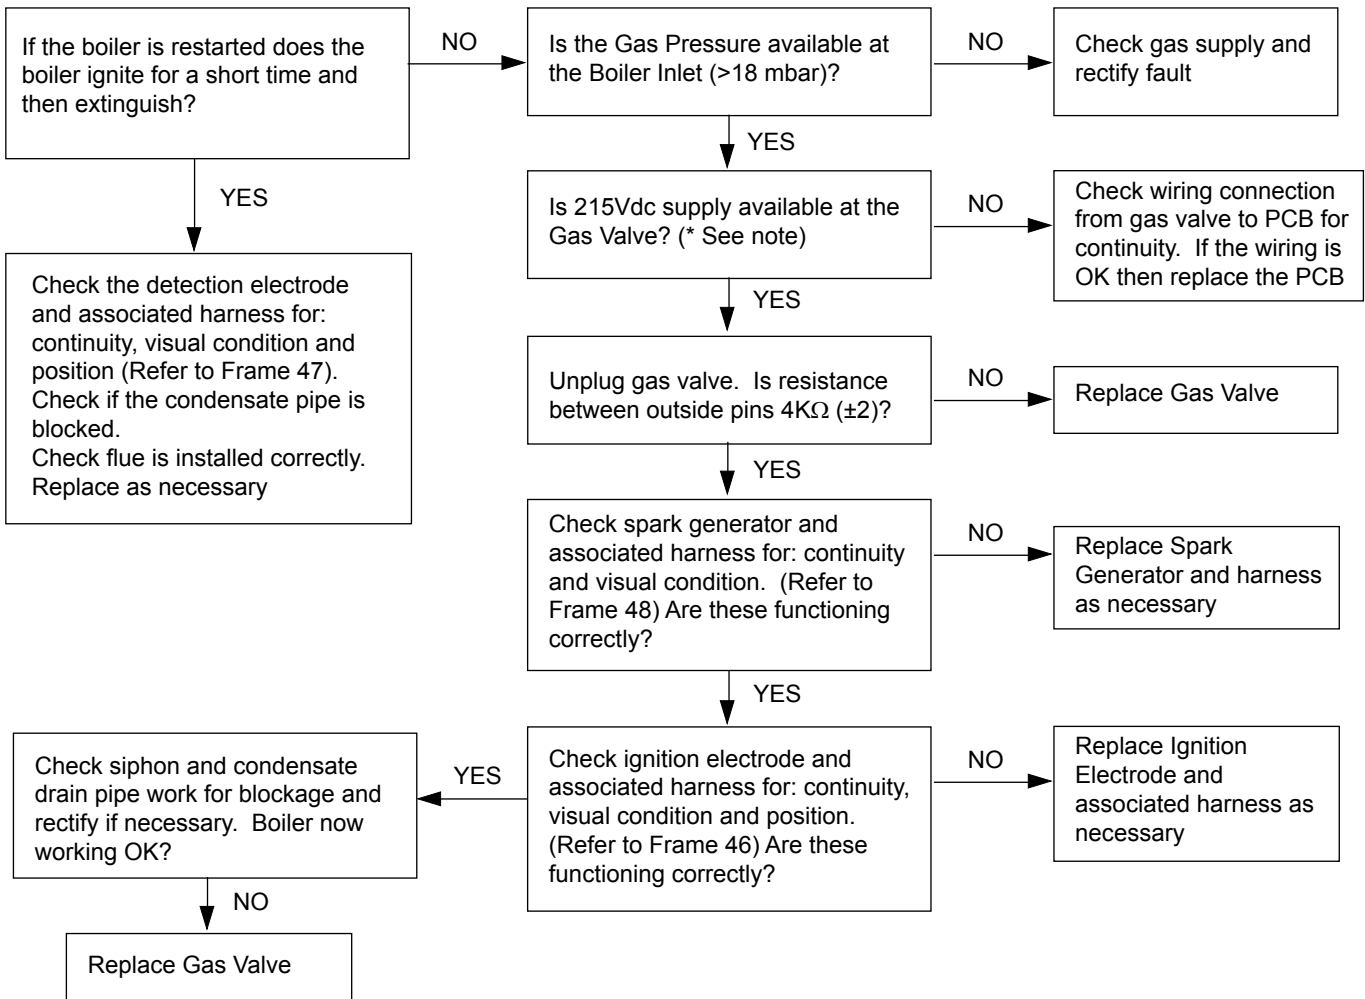 If the boiler is restarted does the
boiler ignite for a short time and
then extinguish?
NO
Is the Gas Pressure available at
the Boiler Inlet (>18 mbar)?
NO
Check gas supply and
rectify fault
YES
YES
Check the detection electrode
and associated harness for:
continuity, visual condition and
position (Refer to Frame 47).
Check if the condensate pipe is
blocked.
Check flue is installed correctly.
Replace as necessary
Is 215Vdc supply available at the
Gas Valve? (* See note)
NO
Check wiring connection
from gas valve to PCB for
continuity.  If the wiring is
OK then replace the PCB
YES
Unplug gas valve.  Is resistance
between outside pins 4KΩ (±2)?
NO
Replace Gas Valve
YES
Check spark generator and
associated harness for: continuity
and visual condition.  (Refer to
Frame 48) Are these functioning
correctly?
NO
Replace Spark
Generator and harness
as necessary
YES
Check ignition electrode and
associated harness for: continuity,
visual condition and position.
(Refer to Frame 46) Are these
functioning correctly?
NO
Replace Ignition
Electrode and
associated harness as
necessary
YES
Check siphon and condensate
drain pipe work for blockage and
rectify if necessary.  Boiler now
working OK?
NO
Replace Gas Valve